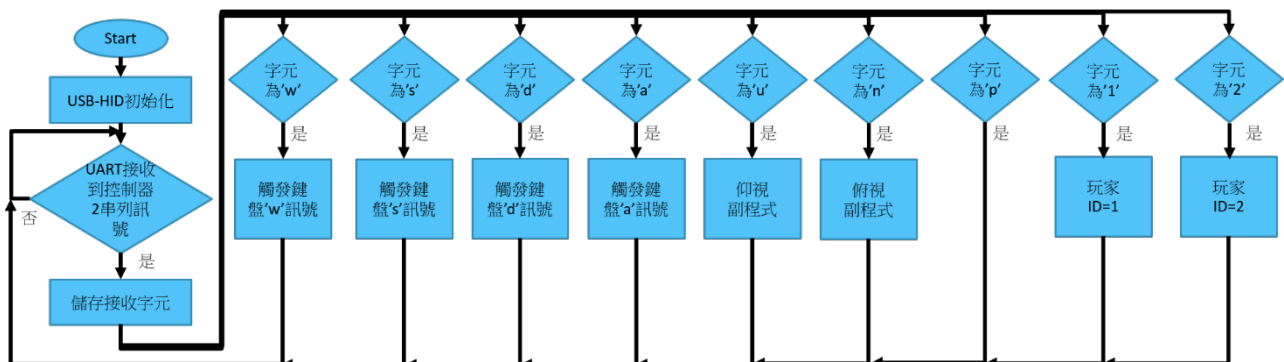 Start
USB-HID初始化
UART接收
到控制器
2串列訊
號
否
是
儲存接收字元
字元
為'w'
是
觸發鍵
盤'w'訊號
字元
為's'
是
觸發鍵
盤's'訊號
字元
為'd'
是
觸發鍵
盤'd'訊號
字元
為'a'
是
觸發鍵
盤'a'訊號
字元
為'u'
是
仰視
副程式
字元
為'n'
是
俯視
副程式
字元
為'p'
是
字元
為'1'
是
玩家
ID=1
字元
為'2'
是
玩家
ID=2